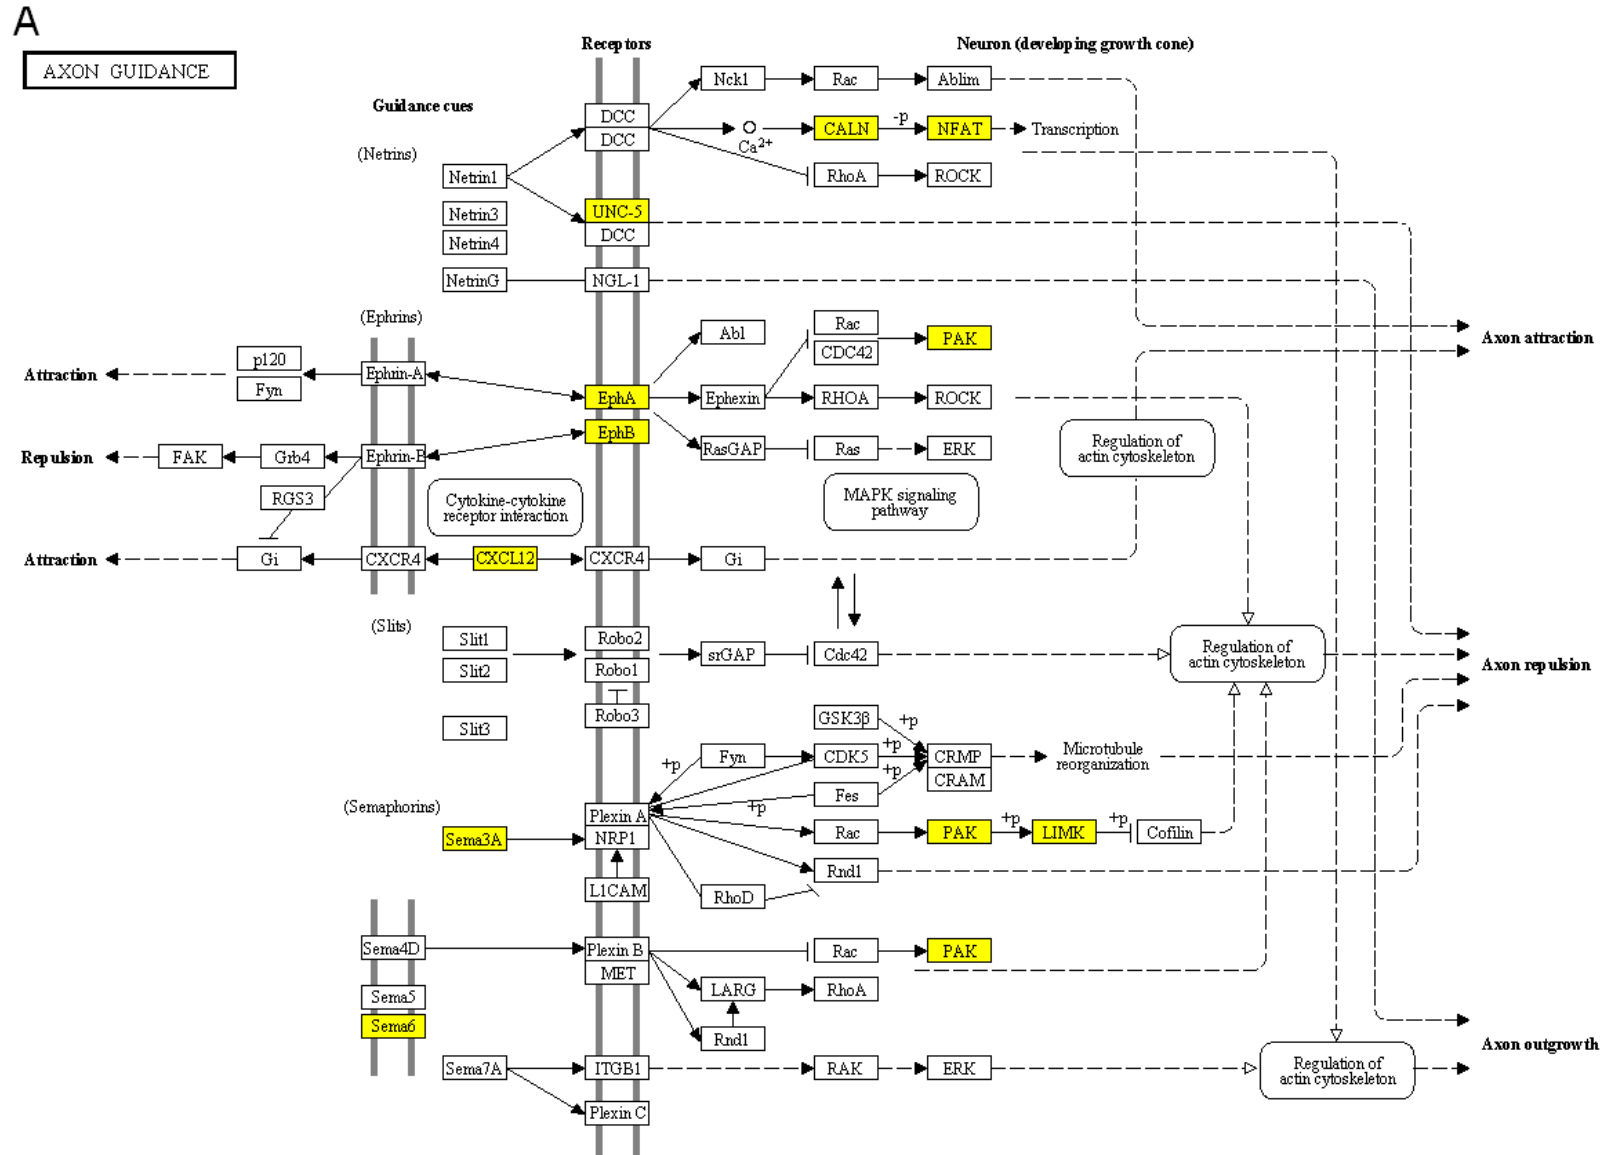 A
AXON GUIDANCE
Receptors
Neuron (developing growth cone)
Guidance cues
Nck1
Rac
Ablim
DCC
DCC
Ca2+
CALN
-p
NFAT
Transcription
(Netrins)
Netrin1
RhoA
ROCK
Netrin3
UNC-5
Netrin4
DCC
NetrinG
NGL-1
(Ephrins)
Abl
Rac
CDC42
PAK
Axon attraction
p120
Fyn
Attraction
Ephrin-A
EphA
Ephexin
RHOA
ROCK
EphB
RasGAP
Ras
ERK
Regulation of
actin cytoskeleton
Repulsion
FAK
Grb4
Ephrin-B
RGS3
Cytokine-cytokine
receptor interaction
MAPK signaling
pathway
Attraction
Gi
CXCR4
CXCL12
CXCR4
Gi
(Slits)
Slit1
Slit2
Robo2
Robo1
srGAP
Cdc42
Regulation of
actin cytoskeleton
Axon repulsion
Robo3
Slit3
GSK3β
+p
Fyn
+p
CDK5
+p
CRMP
CRAM
Microtubule
reorganization
Fes
+p
+p
(Semaphorins)
Plexin A
Sema3A
NRP1
Rac
PAK
+p
LIMK
+p
Cofilin
Rnd1
L1CAM
RhoD
Sema4D
Plexin B
MET
Rac
PAK
Sema5
LARG
RhoA
Sema6
Rnd1
Axon outgrowth
Sema7A
ITGB1
RAK
ERK
Regulation of
actin cytoskeleton
Plexin C